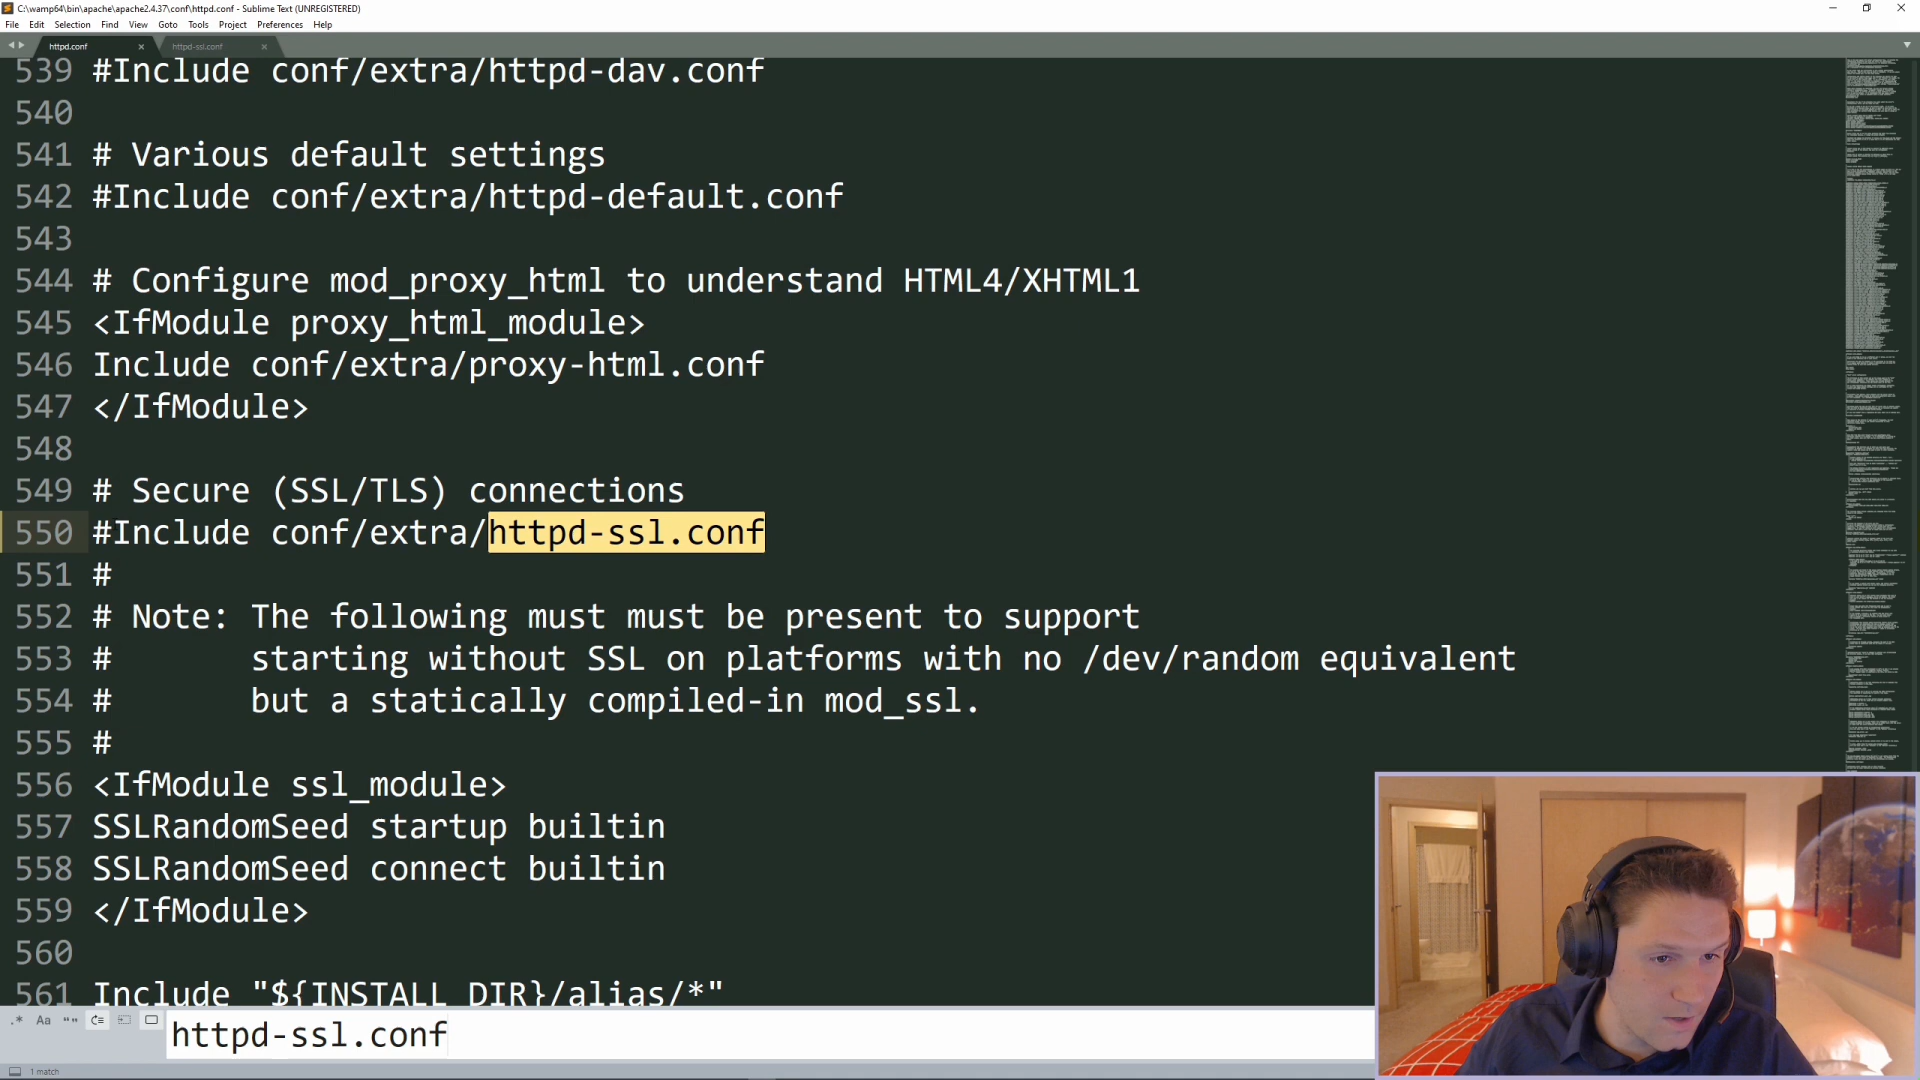 C:\wamp64\bin\apache\apache2.4.37\conf\httpd.conf - Sublime Text (UNREGISTERED)
File Edit Selection Find View Goto Tools Project Preferences Help
httpd.conf × httpd-ssl.conf ×
539 #Include conf/extra/httpd-dav.conf
540
541 # Various default settings
542 #Include conf/extra/httpd-default.conf
543
544 # Configure mod_proxy_html to understand HTML4/XHTML1
545 <IfModule proxy_html_module>
546 Include conf/extra/proxy-html.conf
547 </IfModule>
548
549 # Secure (SSL/TLS) connections
550 #Include conf/extra/httpd-ssl.conf
551 #
552 # Note: The following must must be present to support
553 #       starting without SSL on platforms with no /dev/random equivalent
554 #       but a statically compiled-in mod_ssl.
555 #
556 <IfModule ssl_module>
557 SSLRandomSeed startup builtin
558 SSLRandomSeed connect builtin
559 </IfModule>
560
561 Include "${INSTALL_DIR}/alias/*"
.* Aa "" httpd-ssl.conf
1 match